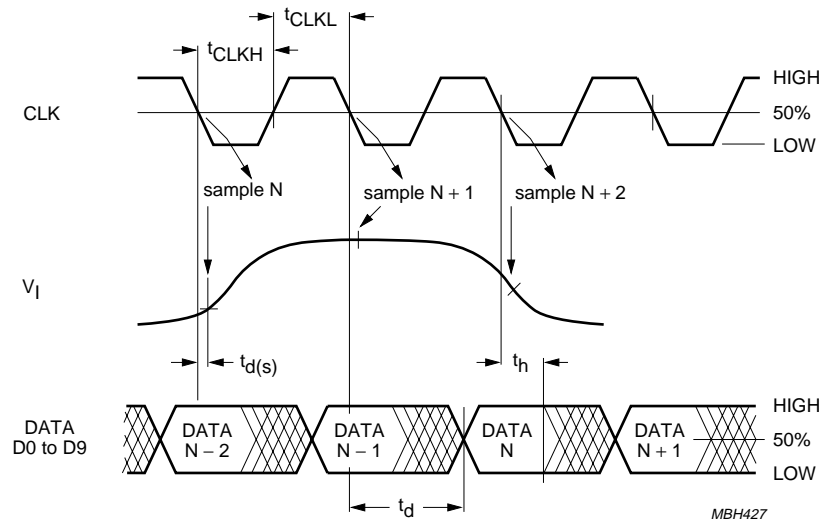 tCLKL
tCLKH
HIGH
CLK
50%
LOW
sample N
sample N + 1
sample N + 2
VI
td(s)
th
HIGH
DATA
D0 to D9
DATA
N − 2
DATA
N − 1
DATA
N
DATA
N + 1
50%
LOW
td
MBH427